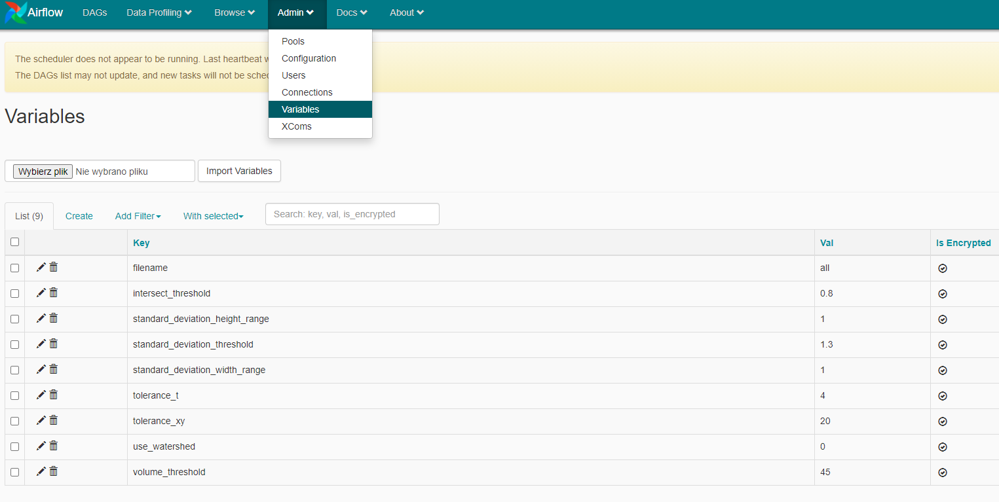 Airflow DAGs Data Profiling Browse Admin Docs About
Pools
Configuration
Users
Connections
Variables
XComs
The scheduler does not appear to be running. Last heartbeat
The DAGs list may not update, and new tasks will not be
Variables
Wybierz plik Nie wybrano pliku Import Variables
List (9) Create Add Filter With selected Search: key, val, is_encrypted
Key Val Is Encrypted
filename all
intersect_threshold 0.8
standard_deviation_height_range 1
standard_deviation_threshold 1.3
standard_deviation_width_range 1
tolerance_t 4
tolerance_xy 20
use_watershed 0
volume_threshold 45